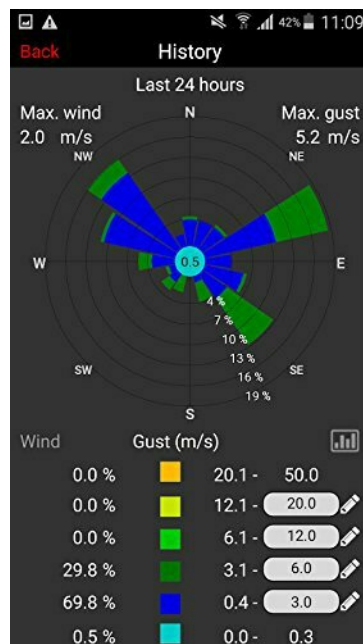 42% 11:09
Back History
Last 24 hours
Max. wind Max. gust
2.0 m/s 5.2 m/s
N
NW NE
W 0.5 E
4 %
7 %
10 %
13 %
16 %
19 %
SW SE
S
Wind Gust (m/s)
0.0 % 20.1 - 50.0
0.0 % 12.1 - 20.0
0.0 % 6.1 - 12.0
29.8 % 3.1 - 6.0
69.8 % 0.4 - 3.0
0.5 % 0.0 - 0.3